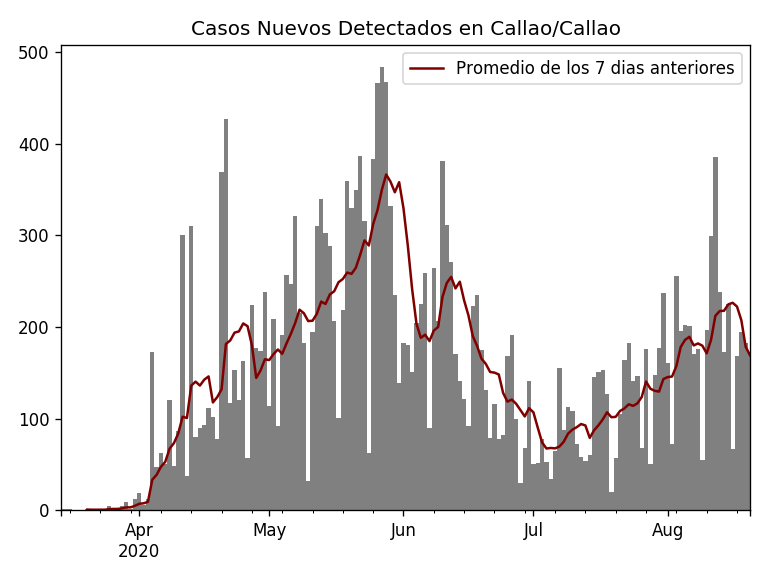 Casos Nuevos Detectados en Callao/Callao
Promedio de los 7 dias anteriores
500
400
300
200
100
0
Apr
2020
May
Jun
Jul
Aug